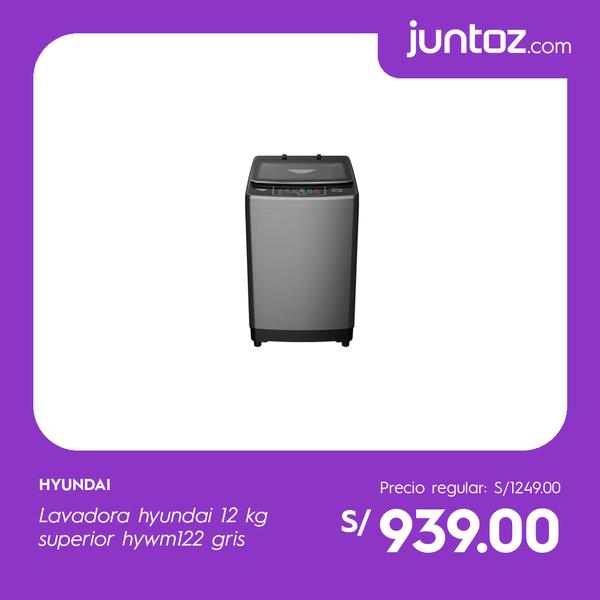 juntoz.com
HYUNDAI
Lavadora hyundai 12 kg
superior hywm122 gris
Precio regular: S/1249.00
S/ 939.00